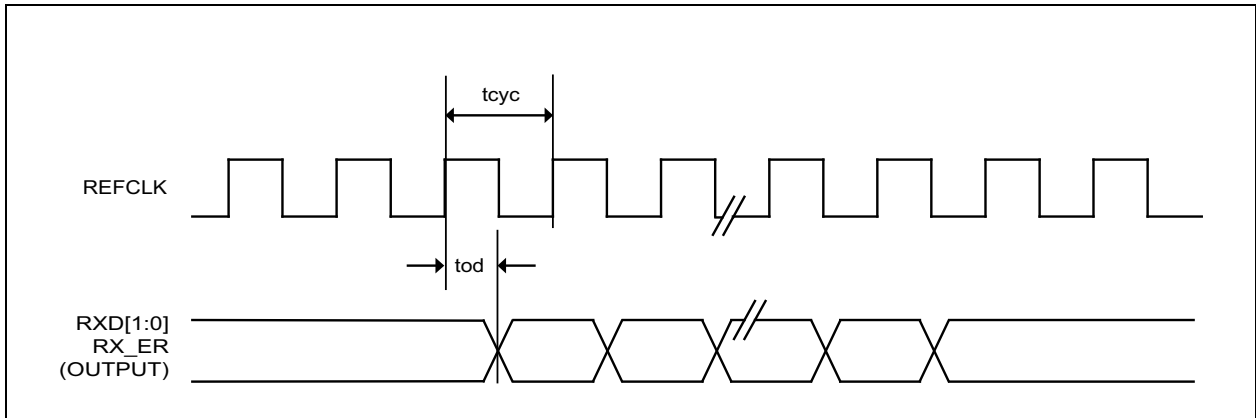 tcyc
REFCLK
tod
RXD[1:0]
RX_ER
(OUTPUT)